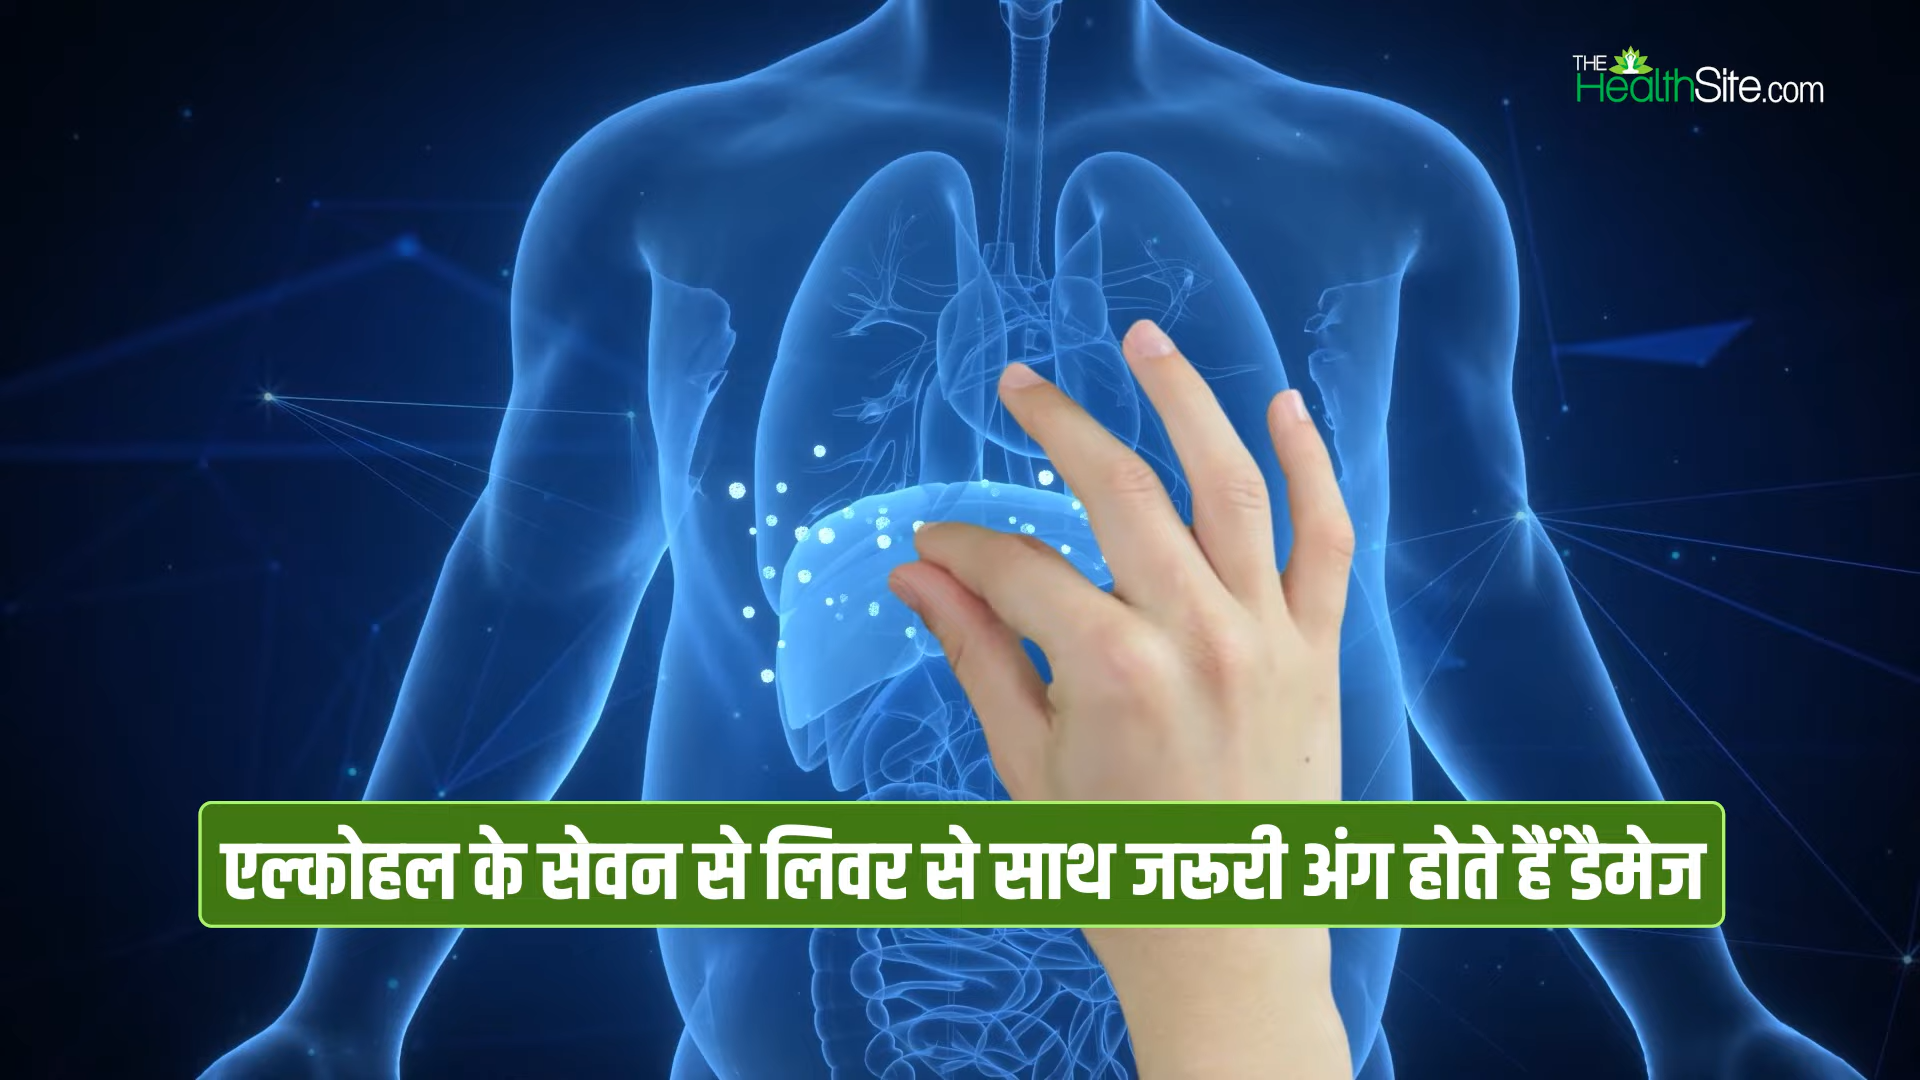 THE
HealthSite.com
एल्कोहल के सेवन से लिवर से साथ जरूरी अंग होते हैं डैमेज